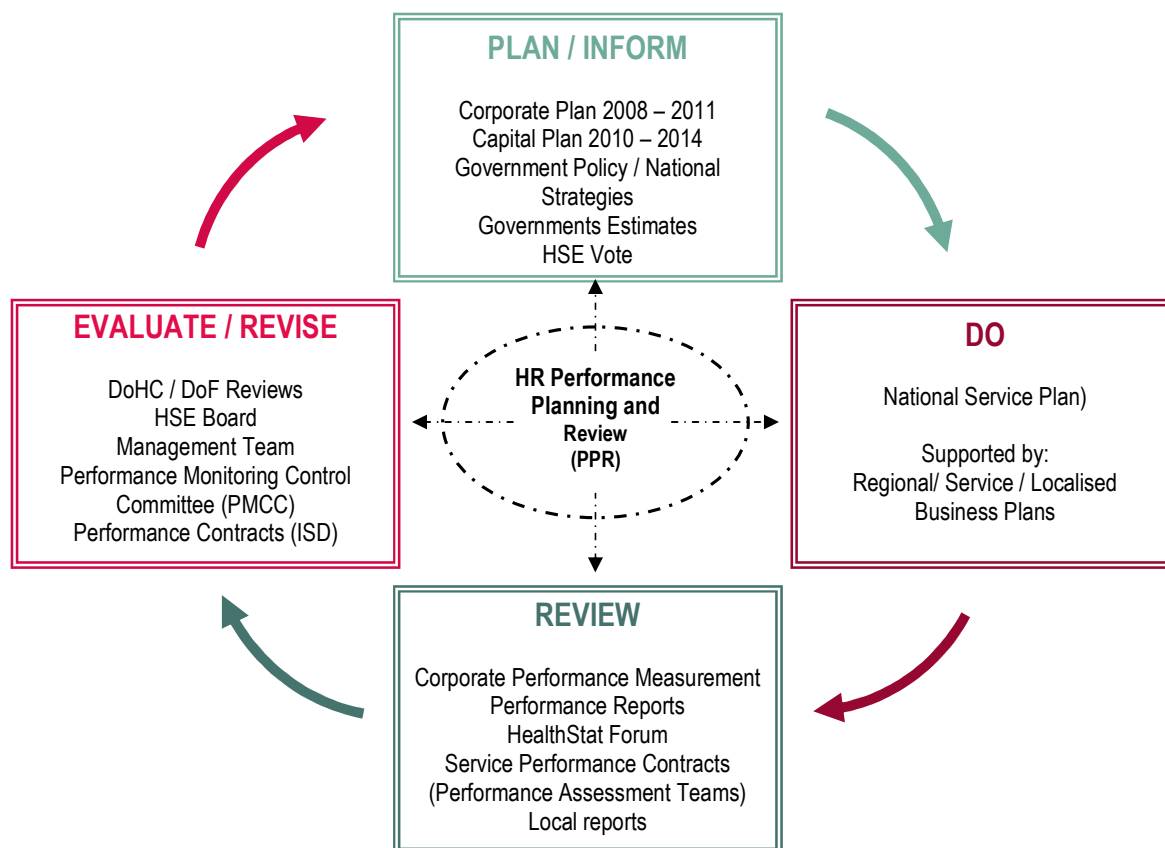 PLAN / INFORM
Corporate Plan 2008 – 2011
Capital Plan 2010 – 2014
Government Policy / National
Strategies
Governments Estimates
HSE Vote
EVALUATE / REVISE
DoHC / DoF Reviews
HSE Board
Management Team
Performance Monitoring Control
Committee (PMCC)
Performance Contracts (ISD)
HR Performance
Planning and
Review
(PPR)
DO
National Service Plan)
Supported by:
Regional/ Service / Localised
Business Plans
REVIEW
Corporate Performance Measurement
Performance Reports
HealthStat Forum
Service Performance Contracts
(Performance Assessment Teams)
Local reports